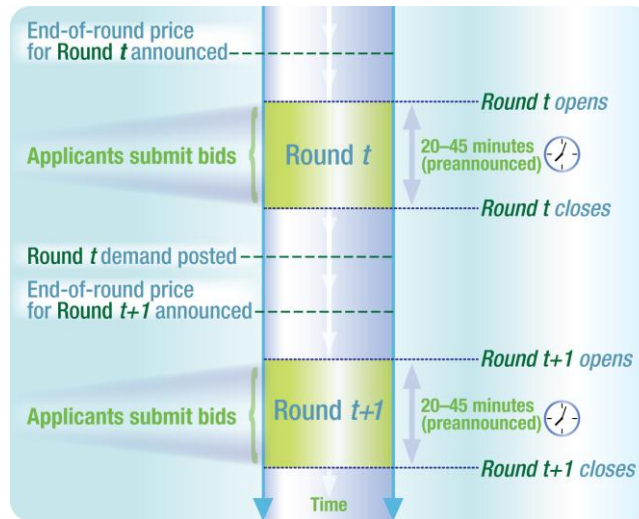 End-of-round price
for Round t announced
Round t opens
Applicants submit bids
Round t
20–45 minutes
(preannounced)
Round t closes
Round t demand posted
End-of-round price
for Round t+1 announced
Round t+1 opens
Applicants submit bids
Round t+1
20–45 minutes
(preannounced)
Round t+1 closes
Time